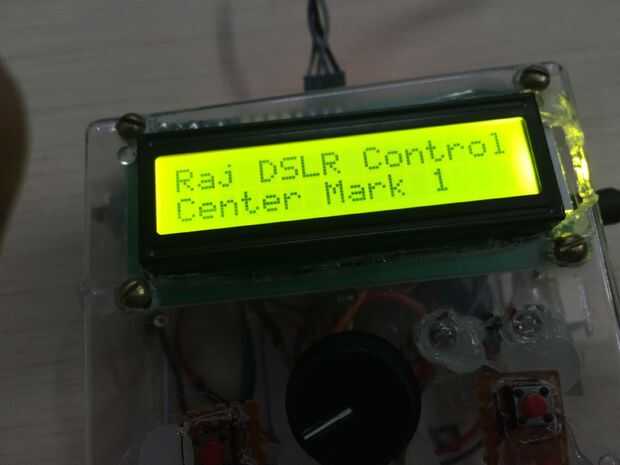 Raj DSLR Control
Center Mark 1